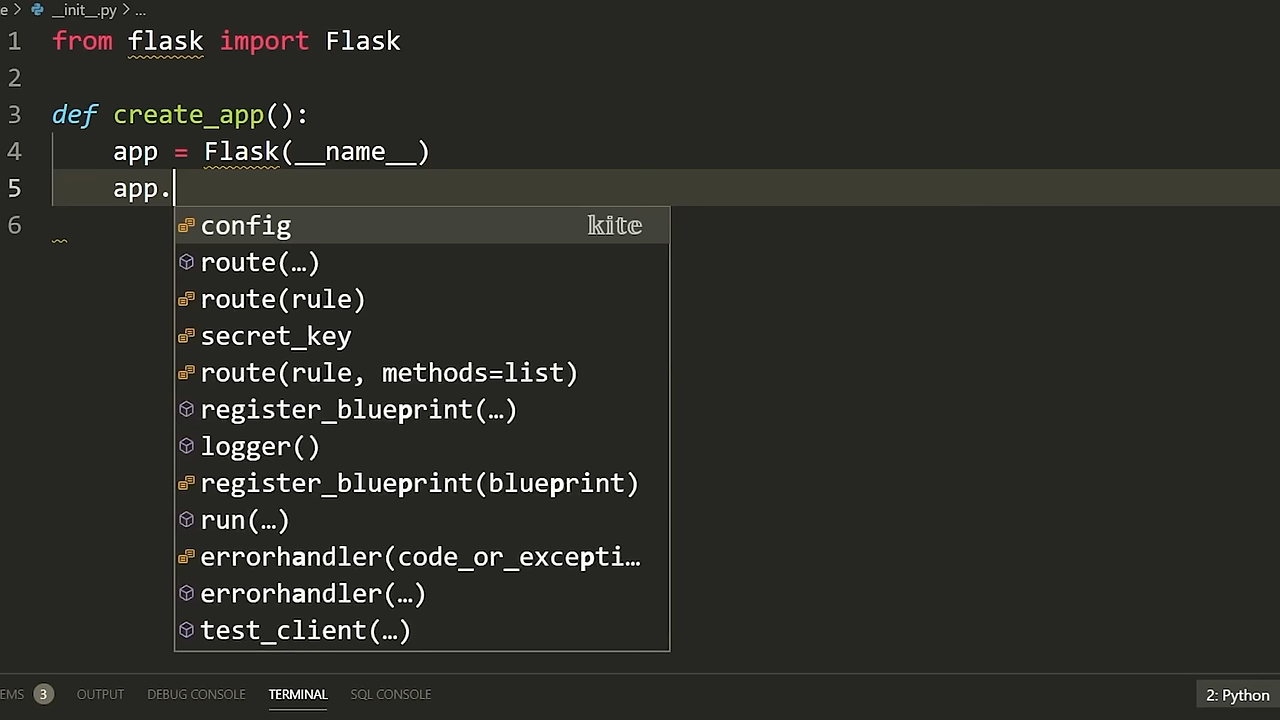 e > __init__.py > ...
1 from flask import Flask
2
3 def create_app():
4     app = Flask(__name__)
5     app.
6
config kite
route(…)
route(rule)
secret_key
route(rule, methods=list)
register_blueprint(…)
logger()
register_blueprint(blueprint)
run(…)
errorhandler(code_or_excepti…
errorhandler(…)
test_client(…)
EMS 3 OUTPUT DEBUG CONSOLE TERMINAL SQL CONSOLE 2: Python